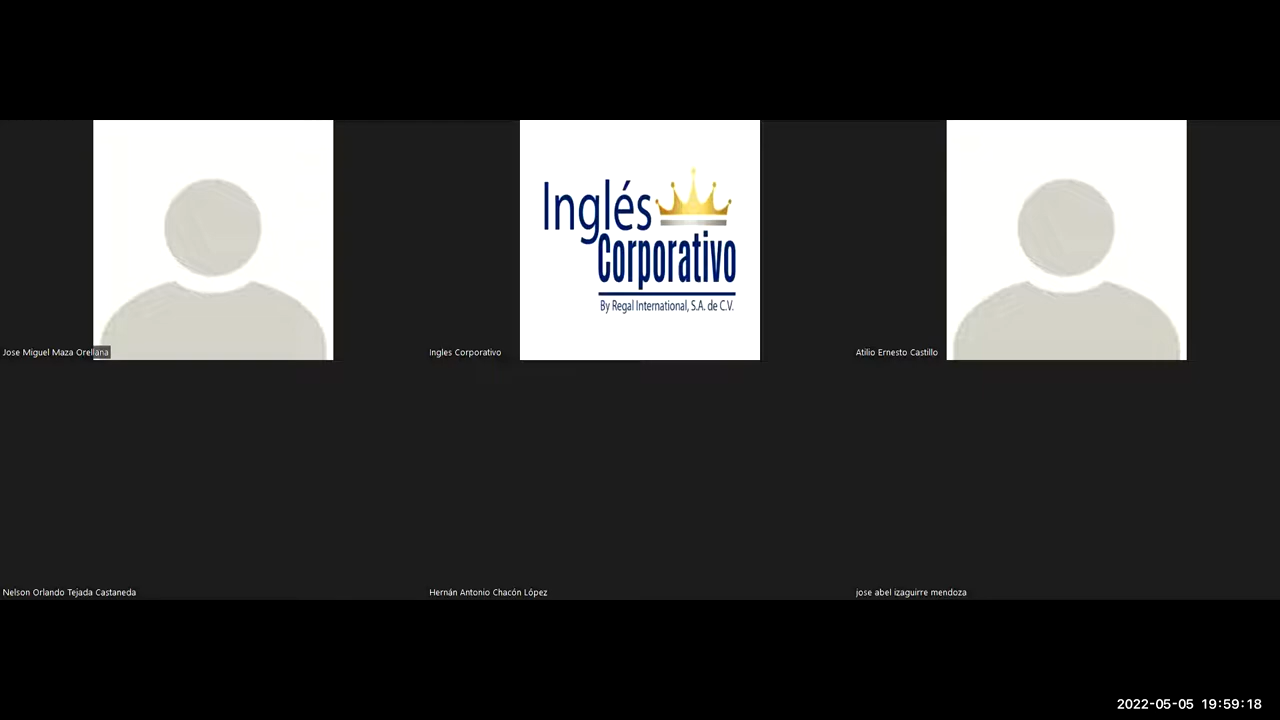 Inglés
Corporativo
By Regal International, S.A. de C.V.
Jose Miguel Maza Orellana
Ingles Corporativo
Atilio Ernesto Castillo
Nelson Orlando Tejada Castaneda
Hernán Antonio Chacón López
jose abel izaguirre mendoza
2022-05-05 19:59:18